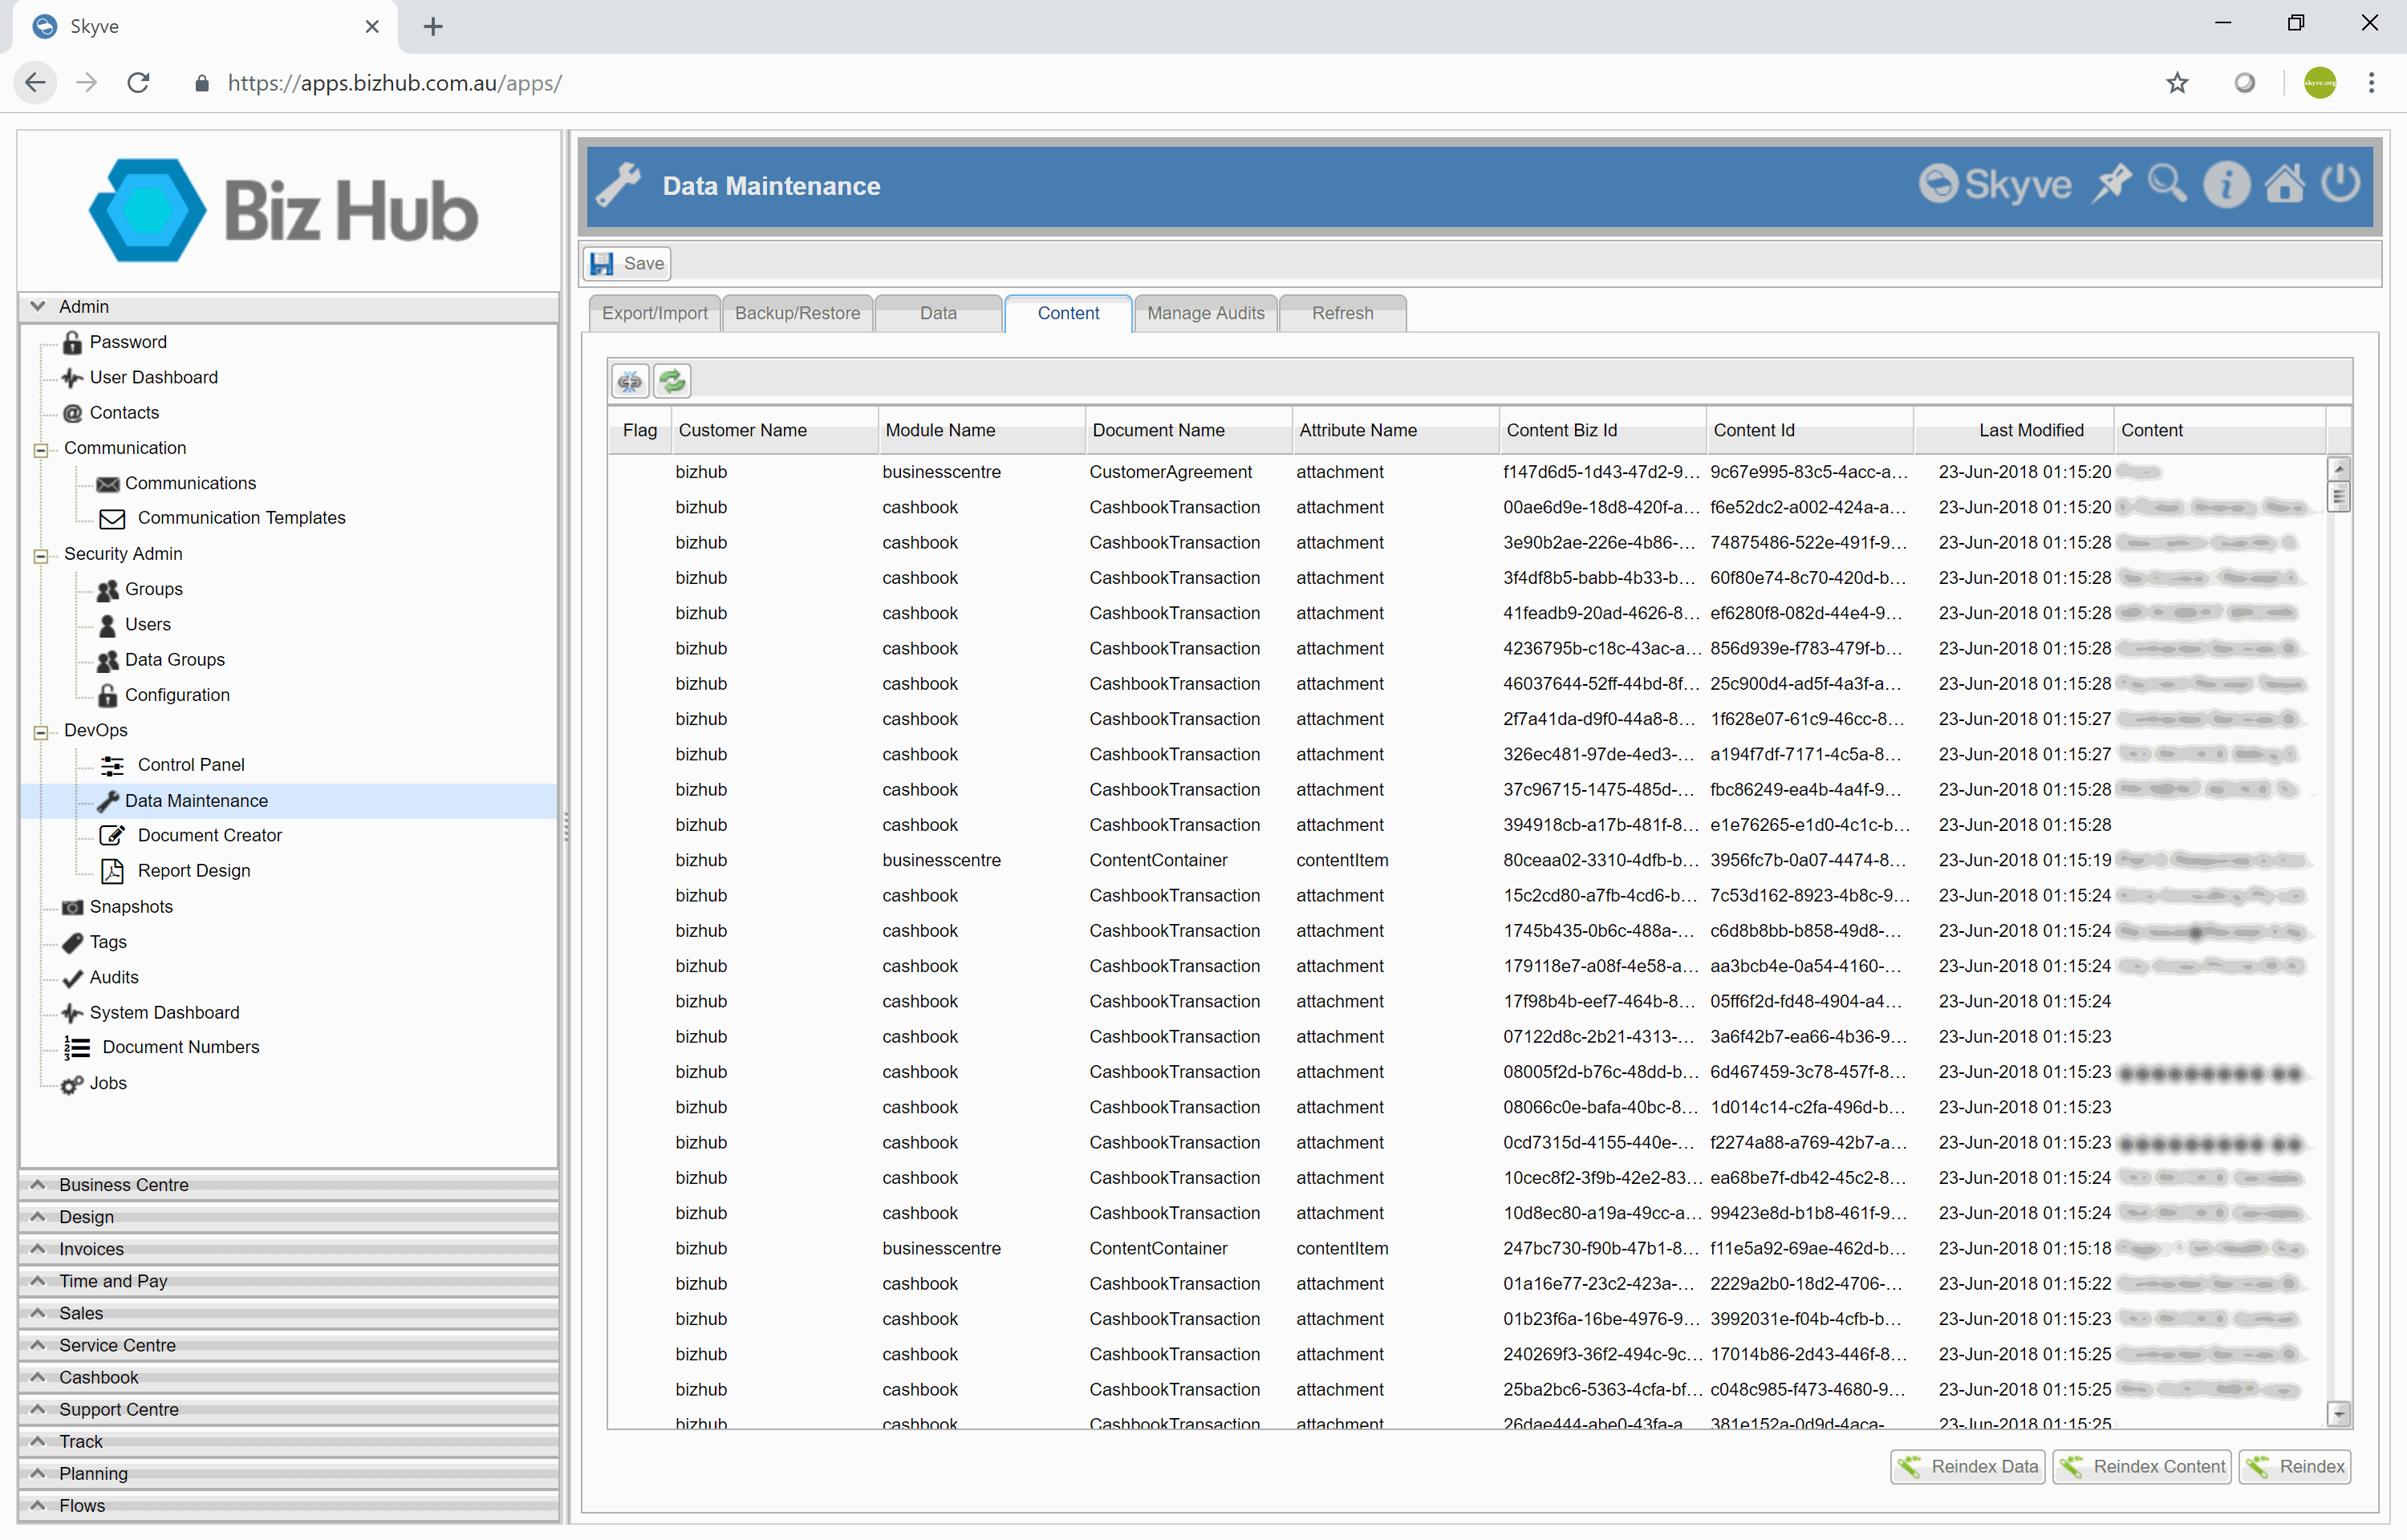 Skyve
https://apps.bizhub.com.au/apps/
Biz Hub
Data Maintenance
Skyve
Save
Export/Import Backup/Restore Data Content Manage Audits Refresh
Admin
Password
User Dashboard
Contacts
Communication
Communications
Communication Templates
Security Admin
Groups
Users
Data Groups
Configuration
DevOps
Control Panel
Data Maintenance
Document Creator
Report Design
Snapshots
Tags
Audits
System Dashboard
Document Numbers
Jobs
Business Centre
Design
Invoices
Time and Pay
Sales
Service Centre
Cashbook
Support Centre
Track
Planning
Flows
Flag Customer Name Module Name Document Name Attribute Name Content Biz Id Content Id Last Modified Content
bizhub businesscentre CustomerAgreement attachment f147d6d5-1d43-47d2-9... 9c67e995-83c5-4acc-a... 23-Jun-2018 01:15:20
bizhub cashbook CashbookTransaction attachment 00ae6d9e-18d8-420f-a... f6e52dc2-a002-424a-a... 23-Jun-2018 01:15:20
bizhub cashbook CashbookTransaction attachment 3e90b2ae-226e-4b86-... 74875486-522e-491f-9... 23-Jun-2018 01:15:28
bizhub cashbook CashbookTransaction attachment 3f4df8b5-babb-4b33-b... 60f80e74-8c70-420d-b... 23-Jun-2018 01:15:28
bizhub cashbook CashbookTransaction attachment 41feadb9-20ad-4626-8... ef6280f8-082d-44e4-9... 23-Jun-2018 01:15:28
bizhub cashbook CashbookTransaction attachment 4236795b-c18c-43ac-a... 856d939e-f783-479f-b... 23-Jun-2018 01:15:28
bizhub cashbook CashbookTransaction attachment 46037644-52ff-44bd-8f... 25c900d4-ad5f-4a3f-a... 23-Jun-2018 01:15:28
bizhub cashbook CashbookTransaction attachment 2f7a41da-d9f0-44a8-8... 1f628e07-61c9-46cc-8... 23-Jun-2018 01:15:27
bizhub cashbook CashbookTransaction attachment 326ec481-97de-4ed3-... a194f7df-7171-4c5a-8... 23-Jun-2018 01:15:27
bizhub cashbook CashbookTransaction attachment 37c96715-1475-485d-... fbc86249-ea4b-4a4f-9... 23-Jun-2018 01:15:28
bizhub cashbook CashbookTransaction attachment 394918cb-a17b-481f-8... e1e76265-e1d0-4c1c-b... 23-Jun-2018 01:15:28
bizhub businesscentre ContentContainer contentItem 80ceaa02-3310-4dfb-b... 3956fc7b-0a07-4474-8... 23-Jun-2018 01:15:19
bizhub cashbook CashbookTransaction attachment 15c2cd80-a7fb-4cd6-b... 7c53d162-8923-4b8c-9... 23-Jun-2018 01:15:24
bizhub cashbook CashbookTransaction attachment 1745b435-0b6c-488a-... c6d8b8bb-b858-49d8-... 23-Jun-2018 01:15:24
bizhub cashbook CashbookTransaction attachment 179118e7-a08f-4e58-a... aa3bcb4e-0a54-4160-... 23-Jun-2018 01:15:24
bizhub cashbook CashbookTransaction attachment 17f98b4b-eef7-464b-8... 05ff6f2d-fd48-4904-a4... 23-Jun-2018 01:15:24
bizhub cashbook CashbookTransaction attachment 07122d8c-2b21-4313-... 3a6f42b7-ea66-4b36-9... 23-Jun-2018 01:15:23
bizhub cashbook CashbookTransaction attachment 08005f2d-b76c-48dd-b... 6d467459-3c78-457f-8... 23-Jun-2018 01:15:23
bizhub cashbook CashbookTransaction attachment 08066c0e-bafa-40bc-8... 1d014c14-c2fa-496d-b... 23-Jun-2018 01:15:23
bizhub cashbook CashbookTransaction attachment 0cd7315d-4155-440e-... f2274a88-a769-42b7-a... 23-Jun-2018 01:15:23
bizhub cashbook CashbookTransaction attachment 10cec8f2-3f9b-42e2-83... ea68be7f-db42-45c2-8... 23-Jun-2018 01:15:24
bizhub cashbook CashbookTransaction attachment 10d8ec80-a19a-49cc-a... 99423e8d-b1b8-461f-9... 23-Jun-2018 01:15:24
bizhub businesscentre ContentContainer contentItem 247bc730-f90b-47b1-8... f11e5a92-69ae-462d-b... 23-Jun-2018 01:15:18
bizhub cashbook CashbookTransaction attachment 01a16e77-23c2-423a-... 2229a2b0-18d2-4706-... 23-Jun-2018 01:15:22
bizhub cashbook CashbookTransaction attachment 01b23f6a-16be-4976-9... 3992031e-f04b-4cfb-b... 23-Jun-2018 01:15:23
bizhub cashbook CashbookTransaction attachment 240269f3-36f2-494c-9c... 17014b86-2d43-446f-8... 23-Jun-2018 01:15:25
bizhub cashbook CashbookTransaction attachment 25ba2bc6-5363-4cfa-bf... c048c985-f473-4680-9... 23-Jun-2018 01:15:25
bizhub cashbook CashbookTransaction attachment 26dae444-abe0-43fa-a... 381e152a-0d9d-4aca-... 23-Jun-2018 01:15:25
Reindex Data Reindex Content Reindex